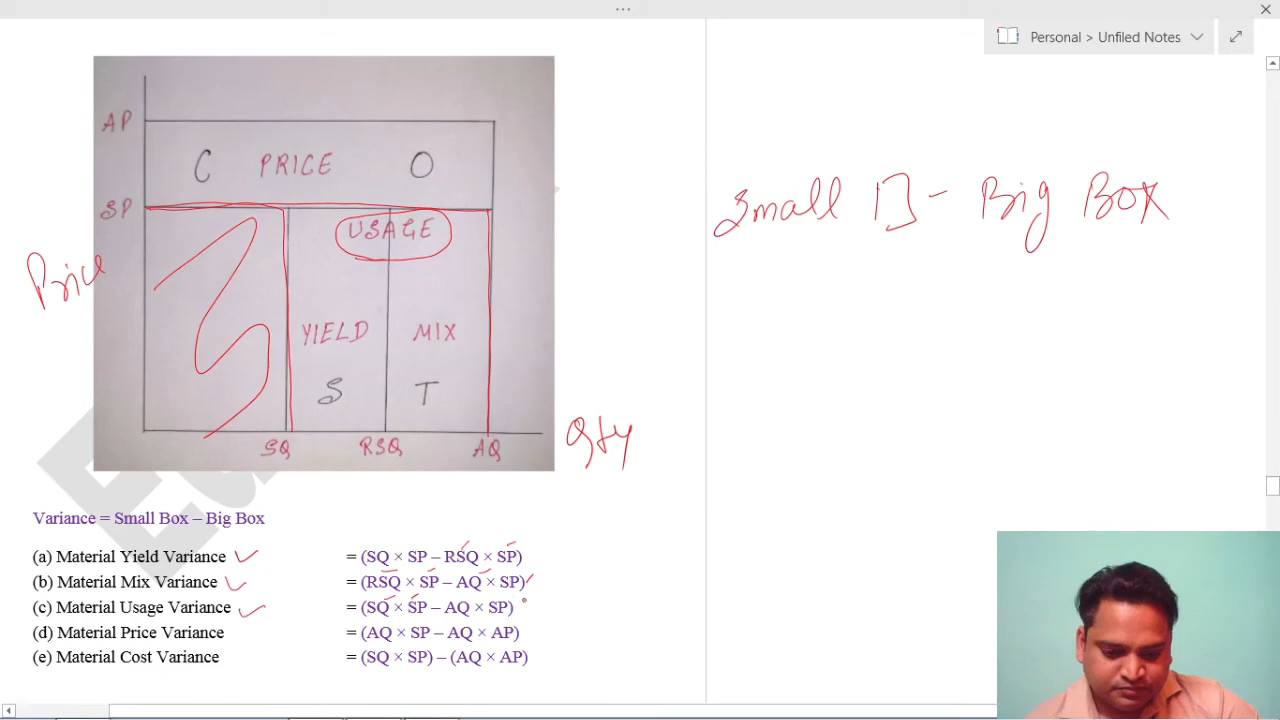 Personal > Unfiled Notes
AP
C PRICE O
SP
USAGE
Price
YIELD MIX
S T
SQ RSQ AQ
Qty
Small - Big Box
Variance = Small Box – Big Box
(a) Material Yield Variance = (SQ × SP – RSQ × SP)
(b) Material Mix Variance = (RSQ × SP – AQ × SP)
(c) Material Usage Variance = (SQ × SP – AQ × SP)
(d) Material Price Variance = (AQ × SP – AQ × AP)
(e) Material Cost Variance = (SQ × SP) – (AQ × AP)